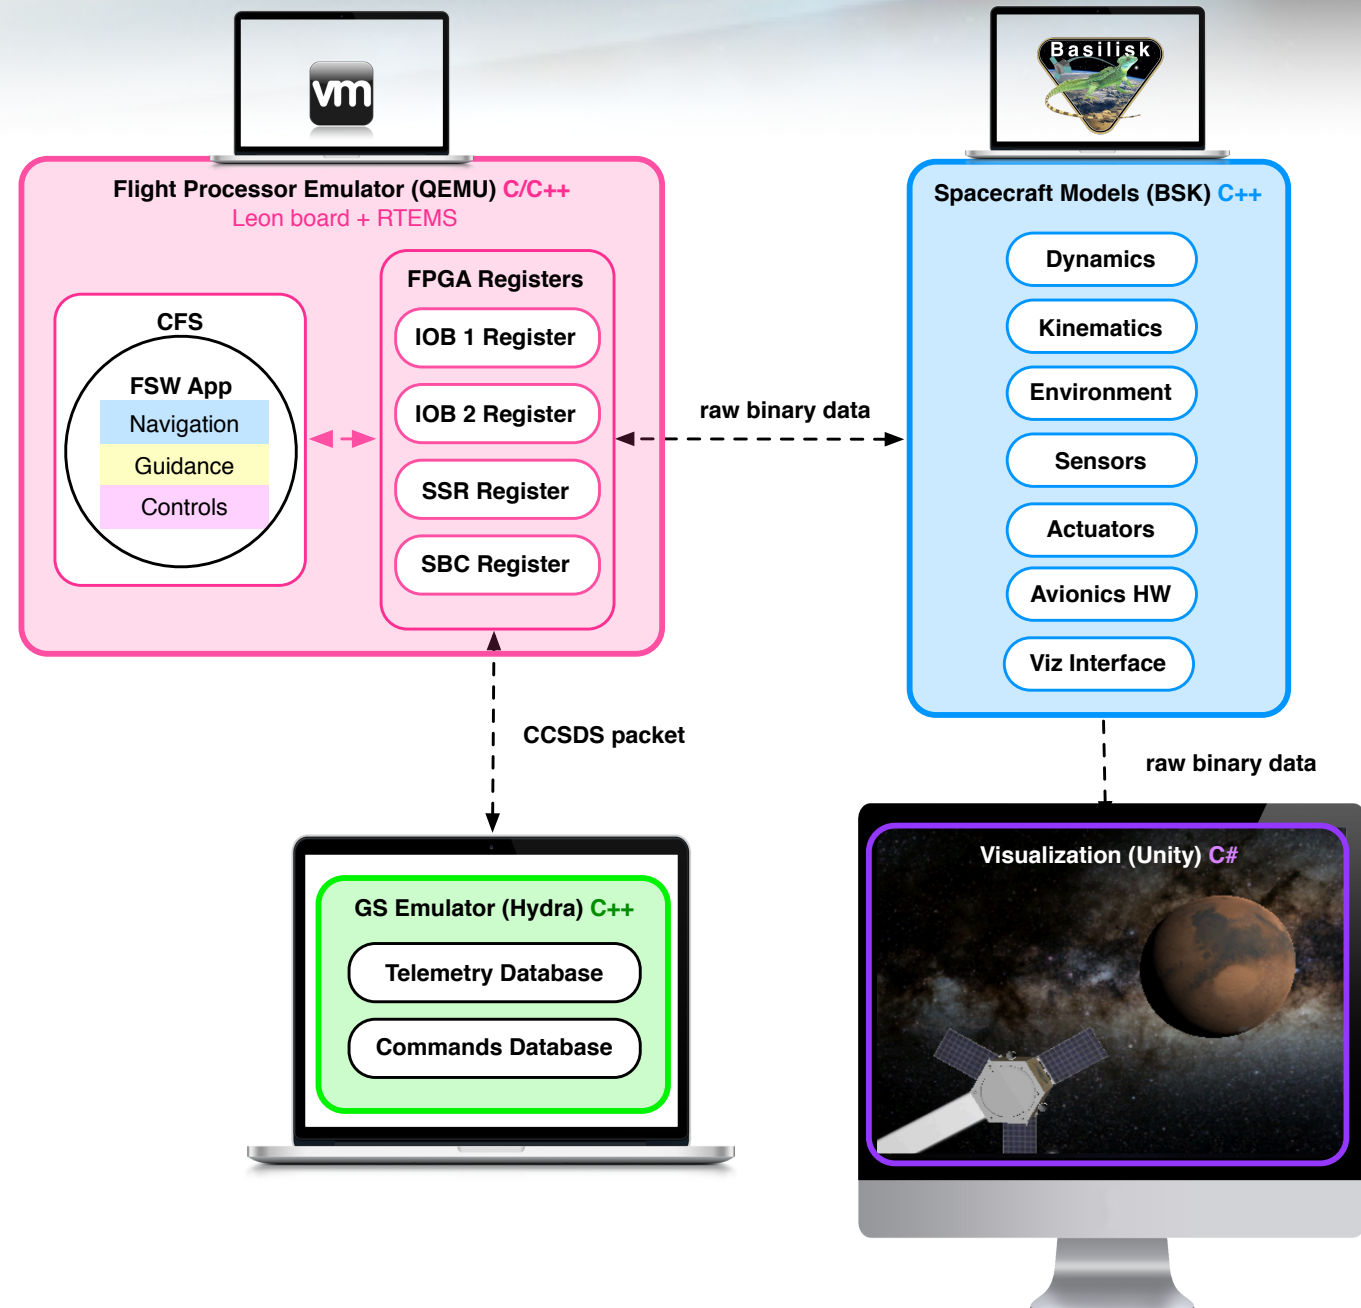 vm
Basilisk
Flight Processor Emulator (QEMU) C/C++
Leon board + RTEMS
CFS
FSW App
Navigation
Guidance
Controls
FPGA Registers
IOB 1 Register
IOB 2 Register
SSR Register
SBC Register
raw binary data
Spacecraft Models (BSK) C++
Dynamics
Kinematics
Environment
Sensors
Actuators
Avionics HW
Viz Interface
CCSDS packet
raw binary data
GS Emulator (Hydra) C++
Telemetry Database
Commands Database
Visualization (Unity) C#